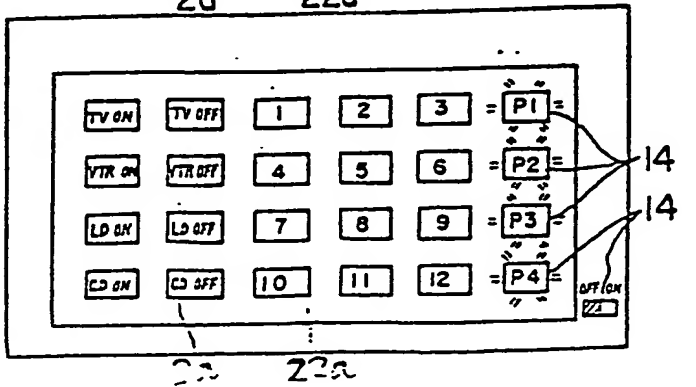 TV ON TV OFF 1 2 3 P1
VTR ON VTR OFF 4 5 6 P2 14
LD ON LD OFF 7 8 9 P3 14
CD ON CD OFF 10 11 12 P4 OFF ON
22a